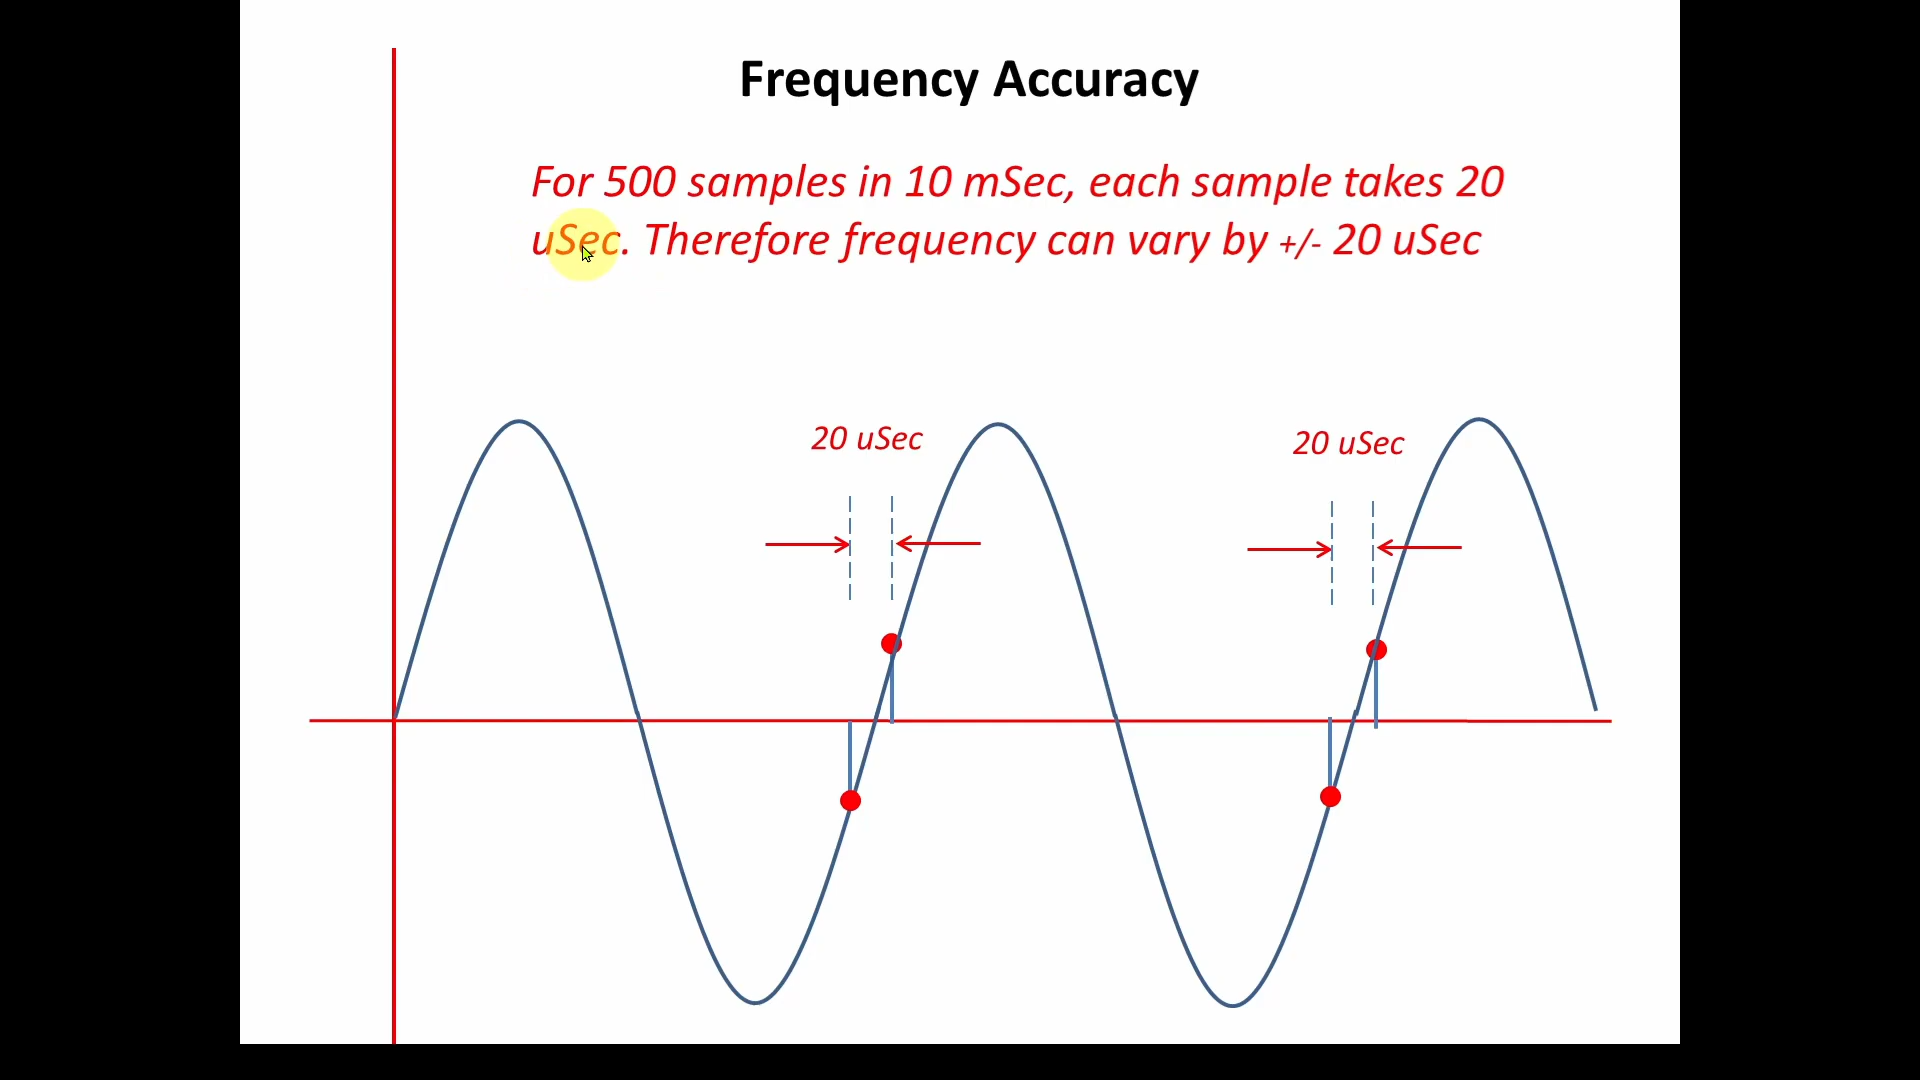 Frequency Accuracy
For 500 samples in 10 mSec, each sample takes 20
uSec. Therefore frequency can vary by +/- 20 uSec
20 uSec
20 uSec